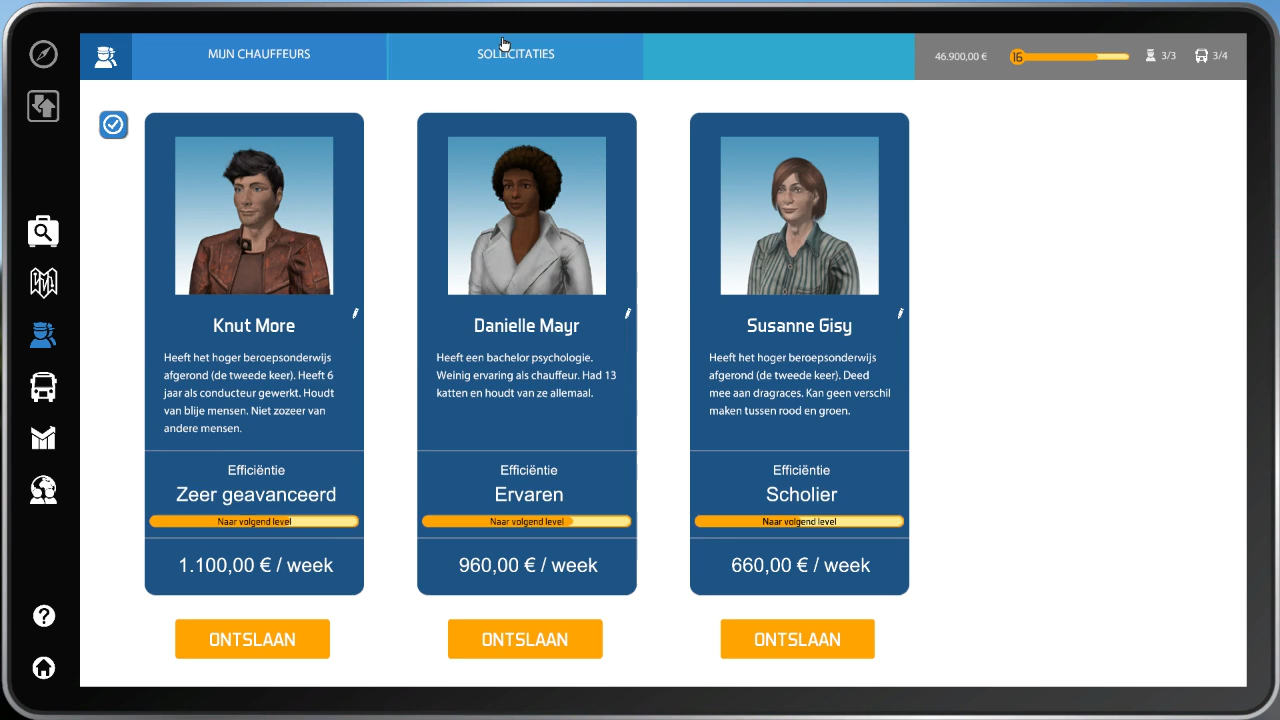 MIJN CHAUFFEURS
SOLLICITATIES
46.900,00 €
16
3/3
3/4
Knut More
Heeft het hoger beroepsonderwijs
afgerond (de tweede keer). Heeft 6
jaar als conducteur gewerkt. Houdt
van blije mensen. Niet zozeer van
andere mensen.
Efficiëntie
Zeer geavanceerd
Naar volgend level
1.100,00 € / week
ONTSLAAN
Danielle Mayr
Heeft een bachelor psychologie.
Weinig ervaring als chauffeur. Had 13
katten en houdt van ze allemaal.
Efficiëntie
Ervaren
Naar volgend level
960,00 € / week
ONTSLAAN
Susanne Gisy
Heeft het hoger beroepsonderwijs
afgerond (de tweede keer). Deed
mee aan dragraces. Kan geen verschil
maken tussen rood en groen.
Efficiëntie
Scholier
Naar volgend level
660,00 € / week
ONTSLAAN
?